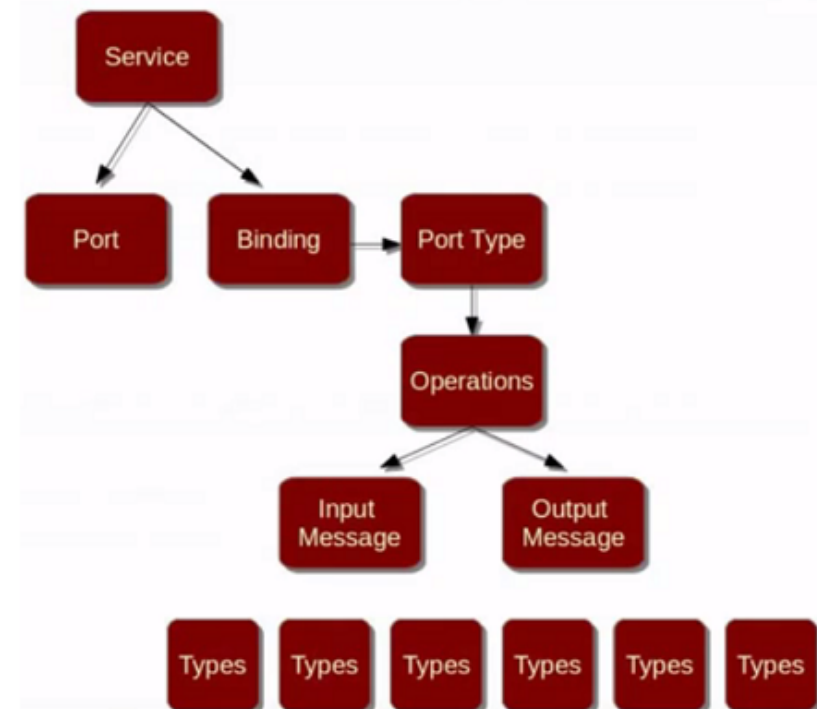 Service
Port
Binding
Port Type
Operations
Input
Message
Output
Message
Types
Types
Types
Types
Types
Types